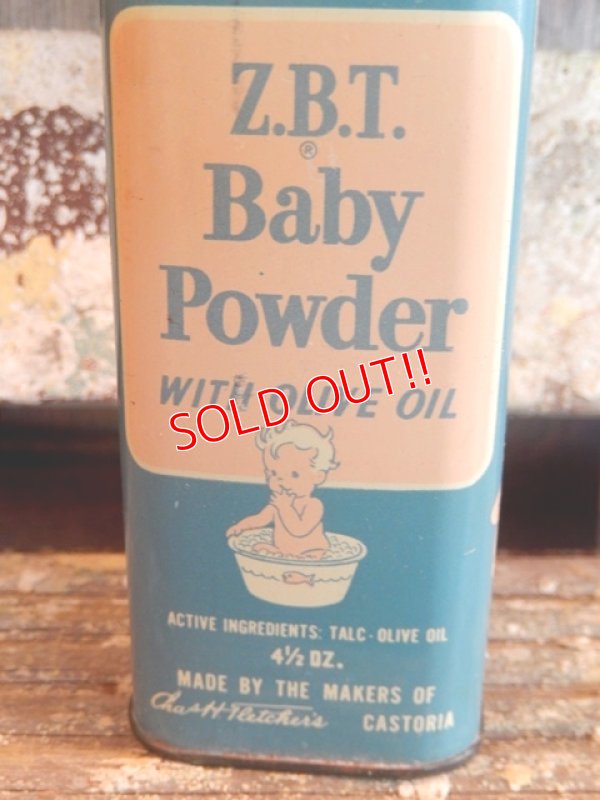 Z.B.T.
®
Baby
Powder
WITH OLIVE OIL
SOLD OUT!!
ACTIVE INGREDIENTS: TALC-OLIVE OIL
4½ OZ.
MADE BY THE MAKERS OF
Chas H Fletcher's CASTORIA